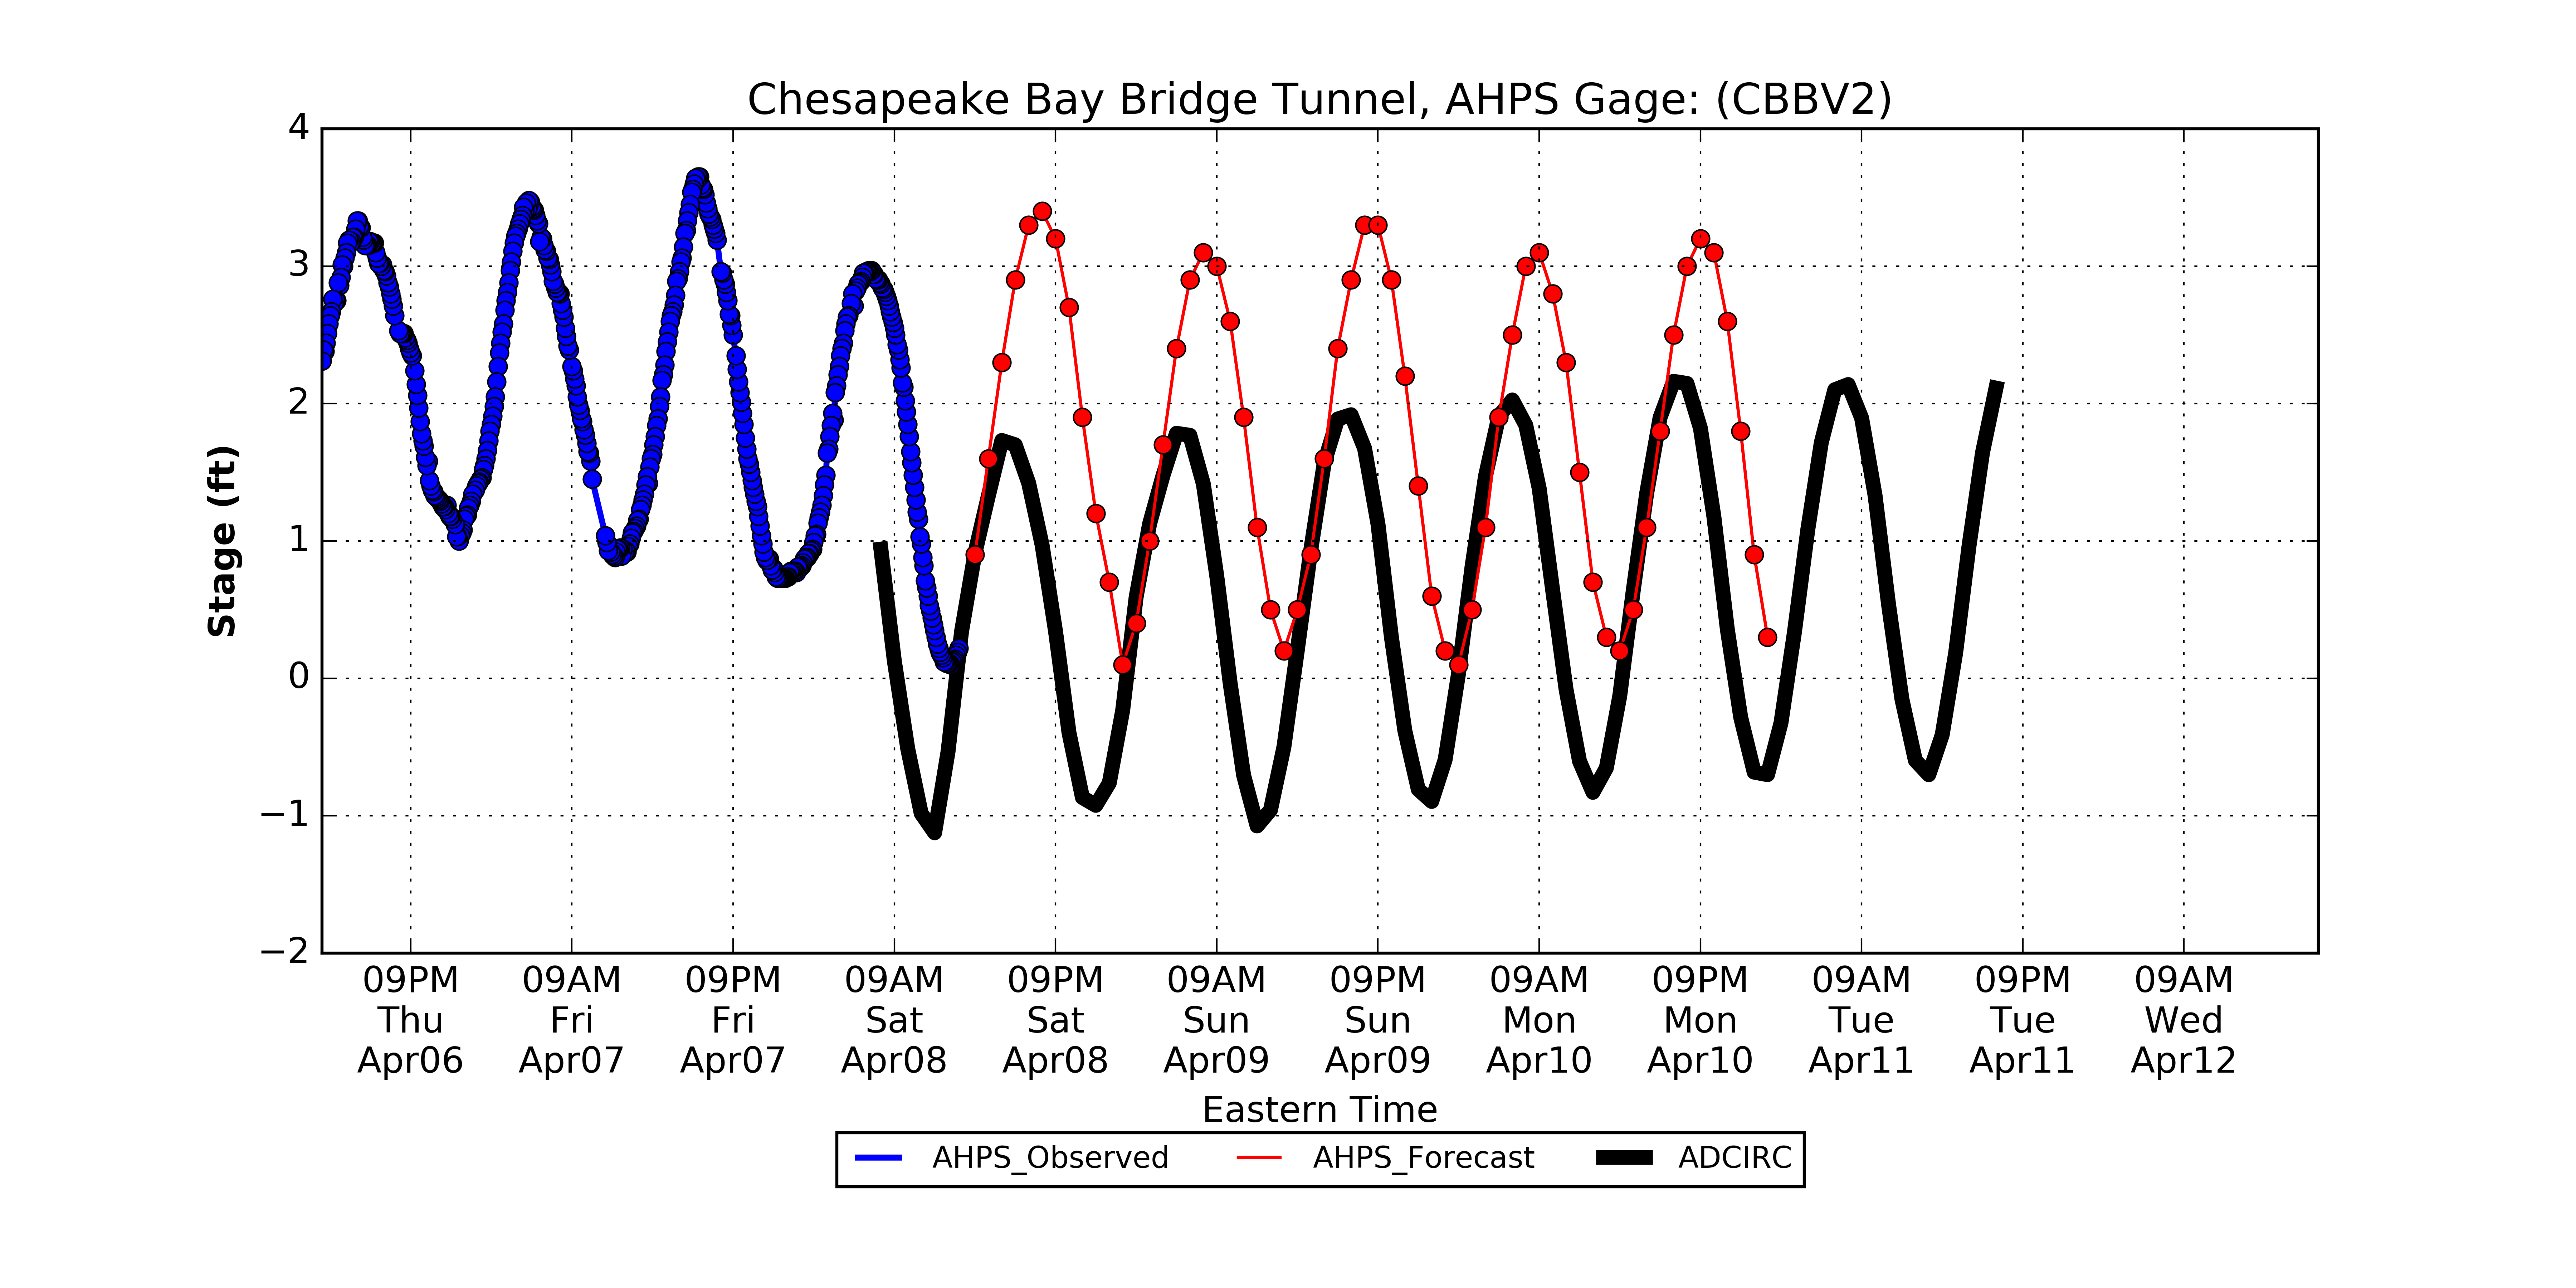 Chesapeake Bay Bridge Tunnel, AHPS Gage: (CBBV2)
4
3
2
1
0
−1
−2
Stage (ft)
09PM 09AM 09PM 09AM 09PM 09AM 09PM 09AM 09PM 09AM 09PM 09AM
Thu Fri Fri Sat Sat Sun Sun Mon Mon Tue Tue Wed
Apr06 Apr07 Apr07 Apr08 Apr08 Apr09 Apr09 Apr10 Apr10 Apr11 Apr11 Apr12
Eastern Time
AHPS_Observed AHPS_Forecast ADCIRC